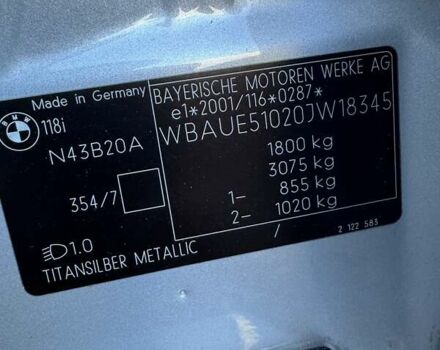 BMW
Made in Germany
118i
N43B20A
354/7
1.0
TITANSILBER METALLIC
BAYERISCHE MOTOREN WERKE AG
e1*2001/116*0287*
WBAUE51020JW18345
1800 kg
3075 kg
1— 855 kg
2— 1020 kg
/
2 122 583